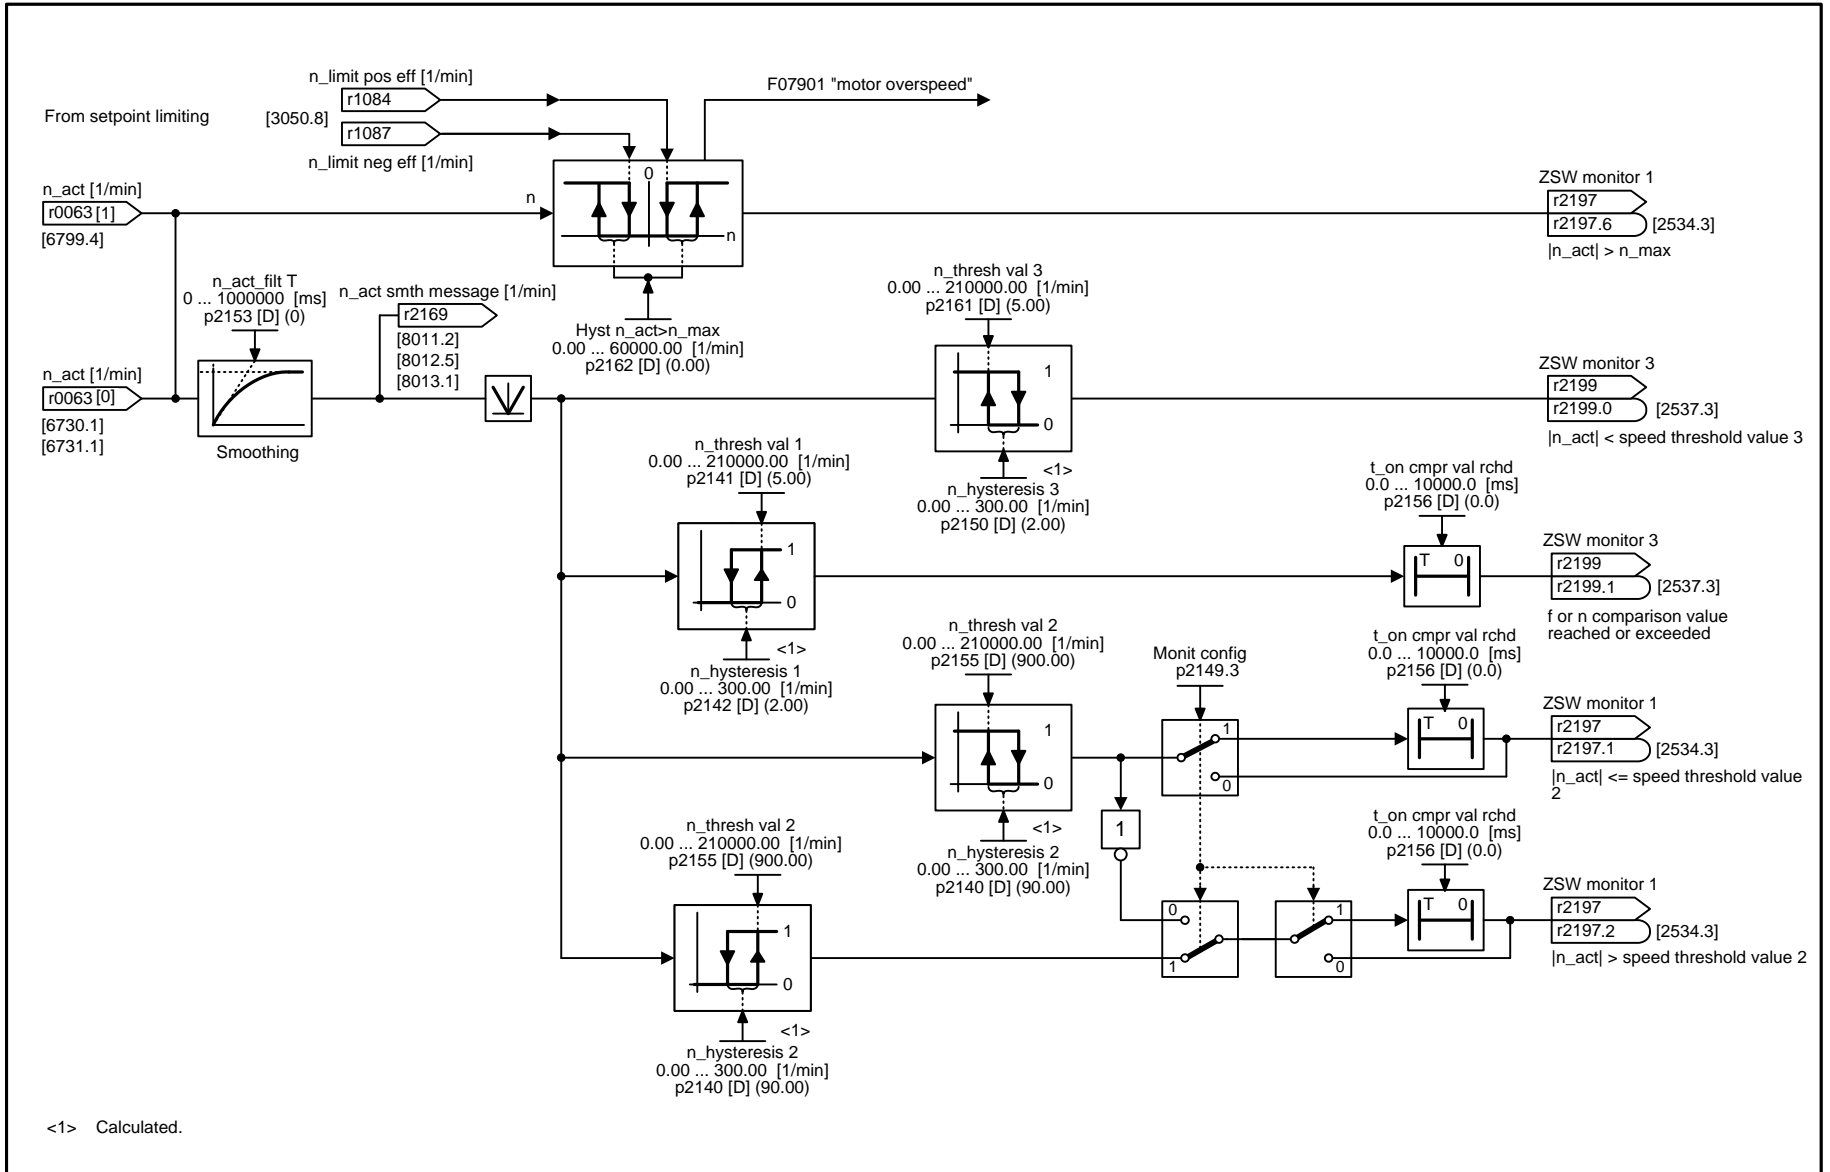 n_limit pos eff [1/min]
r1084
F07901 "motor overspeed"
From setpoint limiting
[3050.8]
r1087
n_limit neg eff [1/min]
n_act [1/min]
r0063 [1]
[6799.4]
n
0
n
ZSW monitor 1
r2197
r2197.6
[2534.3]
|n_act| > n_max
n_act_filt T
0 ... 1000000 [ms]
p2153 [D] (0)
n_act smth message [1/min]
r2169
[8011.2]
[8012.5]
[8013.1]
Hyst n_act>n_max
0.00 ... 60000.00 [1/min]
p2162 [D] (0.00)
n_thresh val 3
0.00 ... 210000.00 [1/min]
p2161 [D] (5.00)
1
0
n_act [1/min]
r0063 [0]
[6730.1]
[6731.1]
Smoothing
ZSW monitor 3
r2199
r2199.0
[2537.3]
|n_act| < speed threshold value 3
<1>
n_hysteresis 3
0.00 ... 300.00 [1/min]
p2150 [D] (2.00)
n_thresh val 1
0.00 ... 210000.00 [1/min]
p2141 [D] (5.00)
1
0
<1>
n_hysteresis 1
0.00 ... 300.00 [1/min]
p2142 [D] (2.00)
t_on cmpr val rchd
0.0 ... 10000.0 [ms]
p2156 [D] (0.0)
T 0
ZSW monitor 3
r2199
r2199.1
[2537.3]
f or n comparison value
reached or exceeded
n_thresh val 2
0.00 ... 210000.00 [1/min]
p2155 [D] (900.00)
1
0
<1>
n_hysteresis 2
0.00 ... 300.00 [1/min]
p2140 [D] (90.00)
Monit config
p2149.3
1
0
t_on cmpr val rchd
0.0 ... 10000.0 [ms]
p2156 [D] (0.0)
T 0
ZSW monitor 1
r2197
r2197.1
[2534.3]
|n_act| <= speed threshold value
2
1
n_thresh val 2
0.00 ... 210000.00 [1/min]
p2155 [D] (900.00)
1
0
<1>
n_hysteresis 2
0.00 ... 300.00 [1/min]
p2140 [D] (90.00)
0
1
1
0
t_on cmpr val rchd
0.0 ... 10000.0 [ms]
p2156 [D] (0.0)
T 0
ZSW monitor 1
r2197
r2197.2
[2534.3]
|n_act| > speed threshold value 2
<1> Calculated.